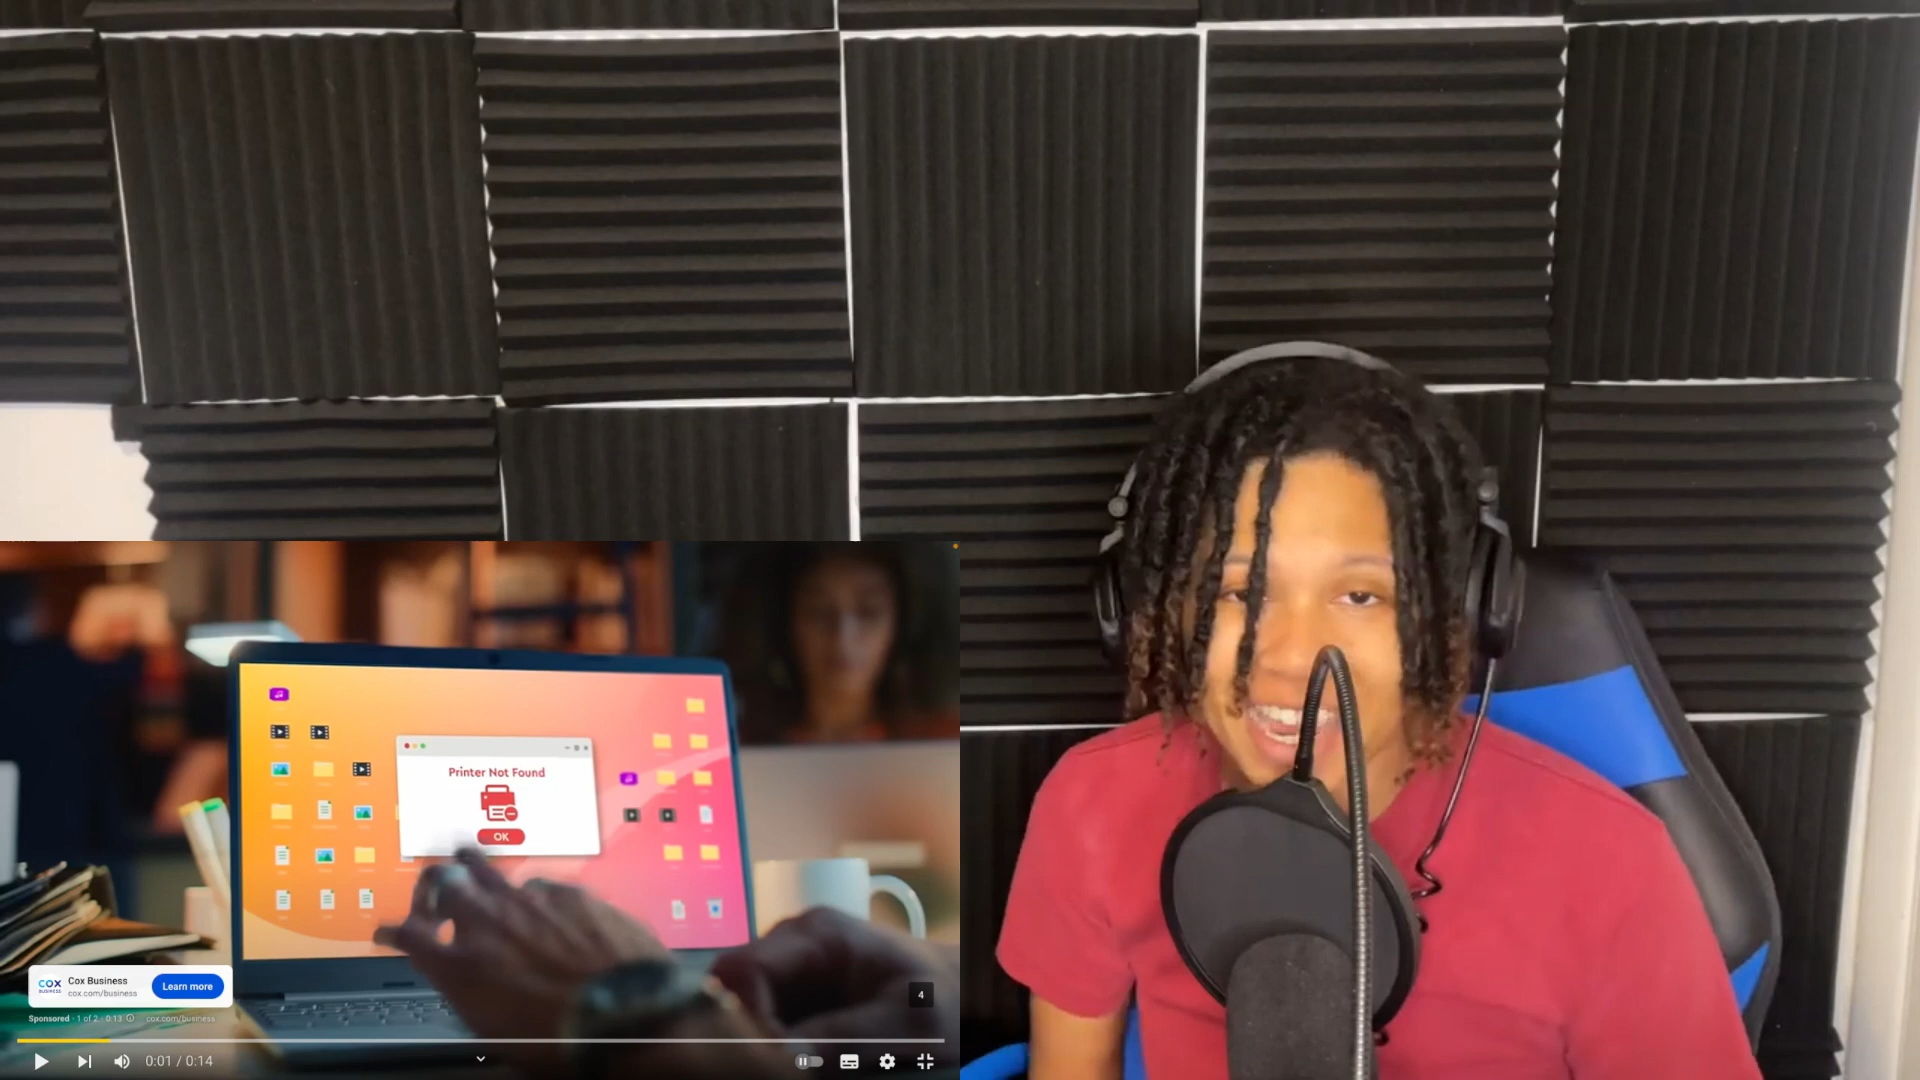 Printer Not Found
OK
COX
BUSINESS
Cox Business
cox.com/business
Learn more
4
Sponsored · 1 of 2 · 0:13
cox.com/business
0:01 / 0:14